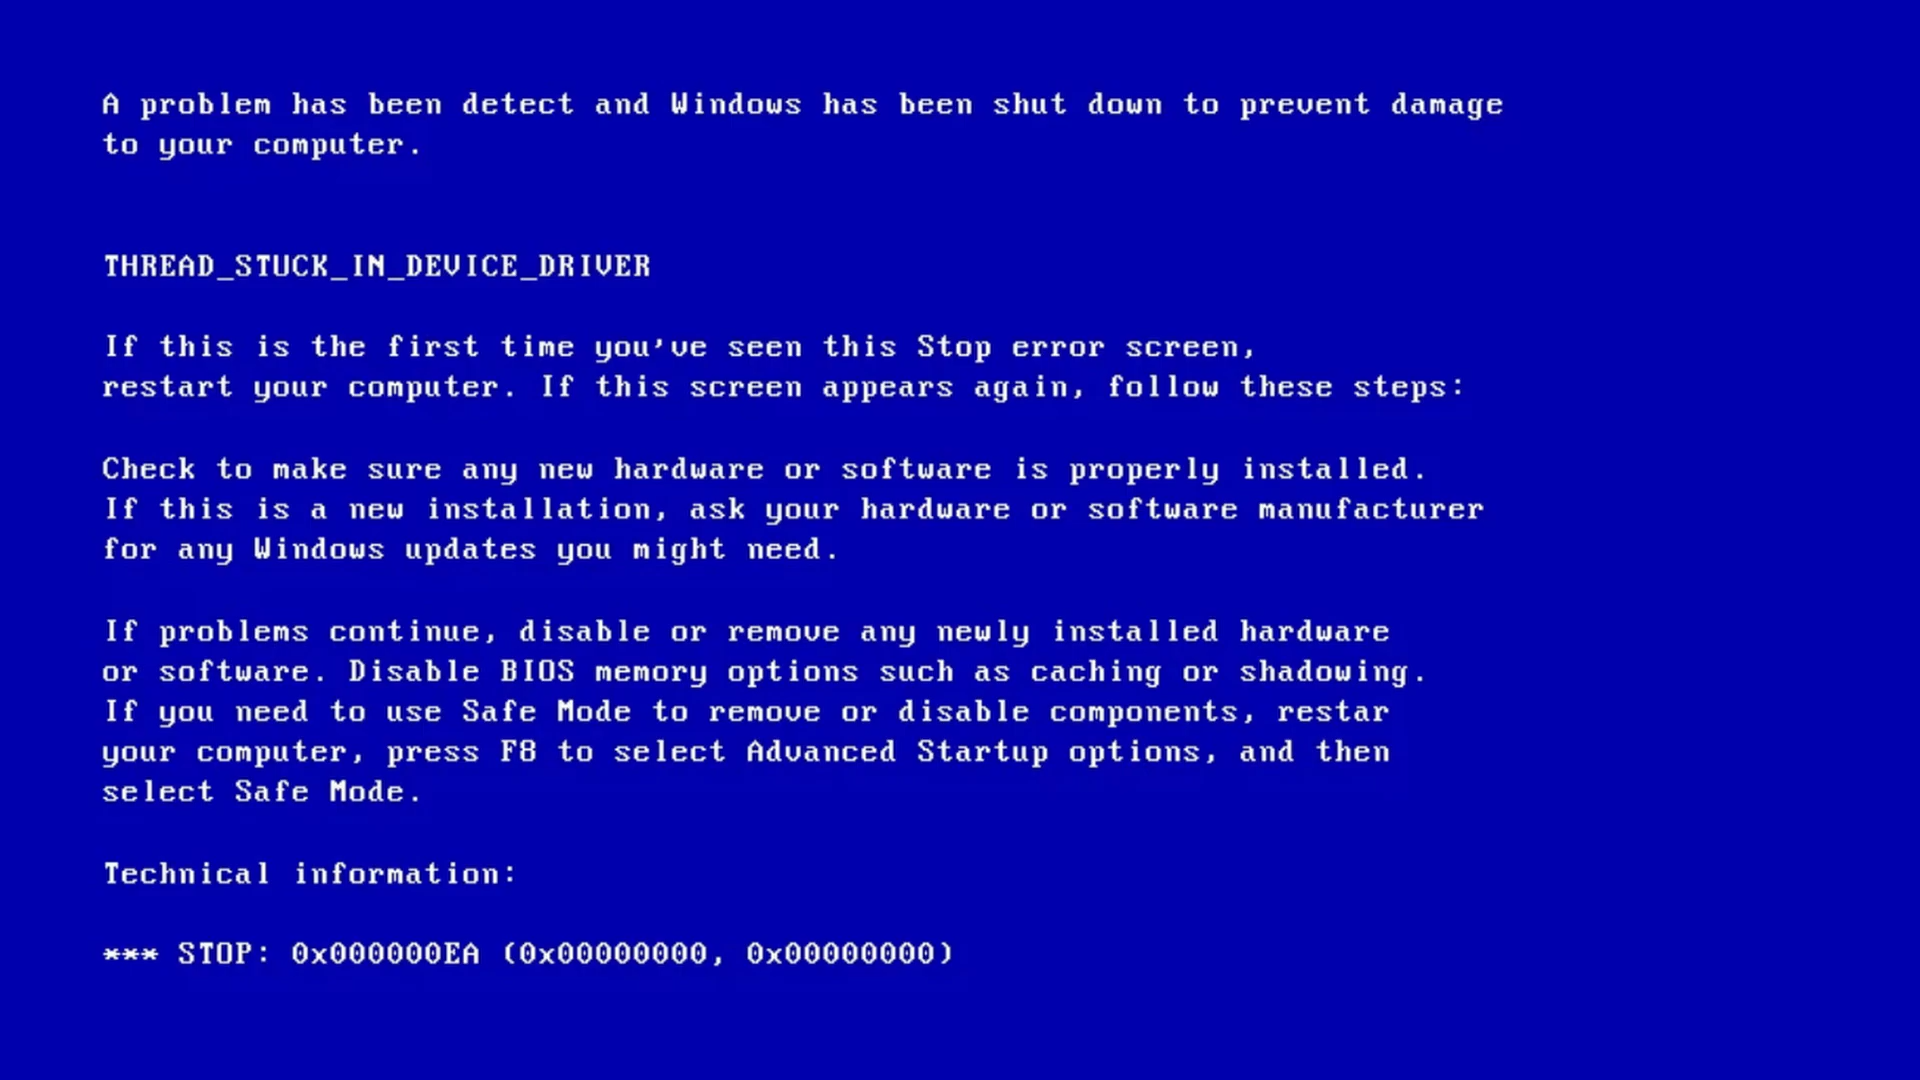 A problem has been detect and Windows has been shut down to prevent damage
to your computer.
THREAD_STUCK_IN_DEVICE_DRIVER
If this is the first time you've seen this Stop error screen,
restart your computer. If this screen appears again, follow these steps:
Check to make sure any new hardware or software is properly installed.
If this is a new installation, ask your hardware or software manufacturer
for any Windows updates you might need.
If problems continue, disable or remove any newly installed hardware
or software. Disable BIOS memory options such as caching or shadowing.
If you need to use Safe Mode to remove or disable components, restar
your computer, press F8 to select Advanced Startup options, and then
select Safe Mode.
Technical information:
*** STOP: 0x000000EA (0x00000000, 0x00000000)